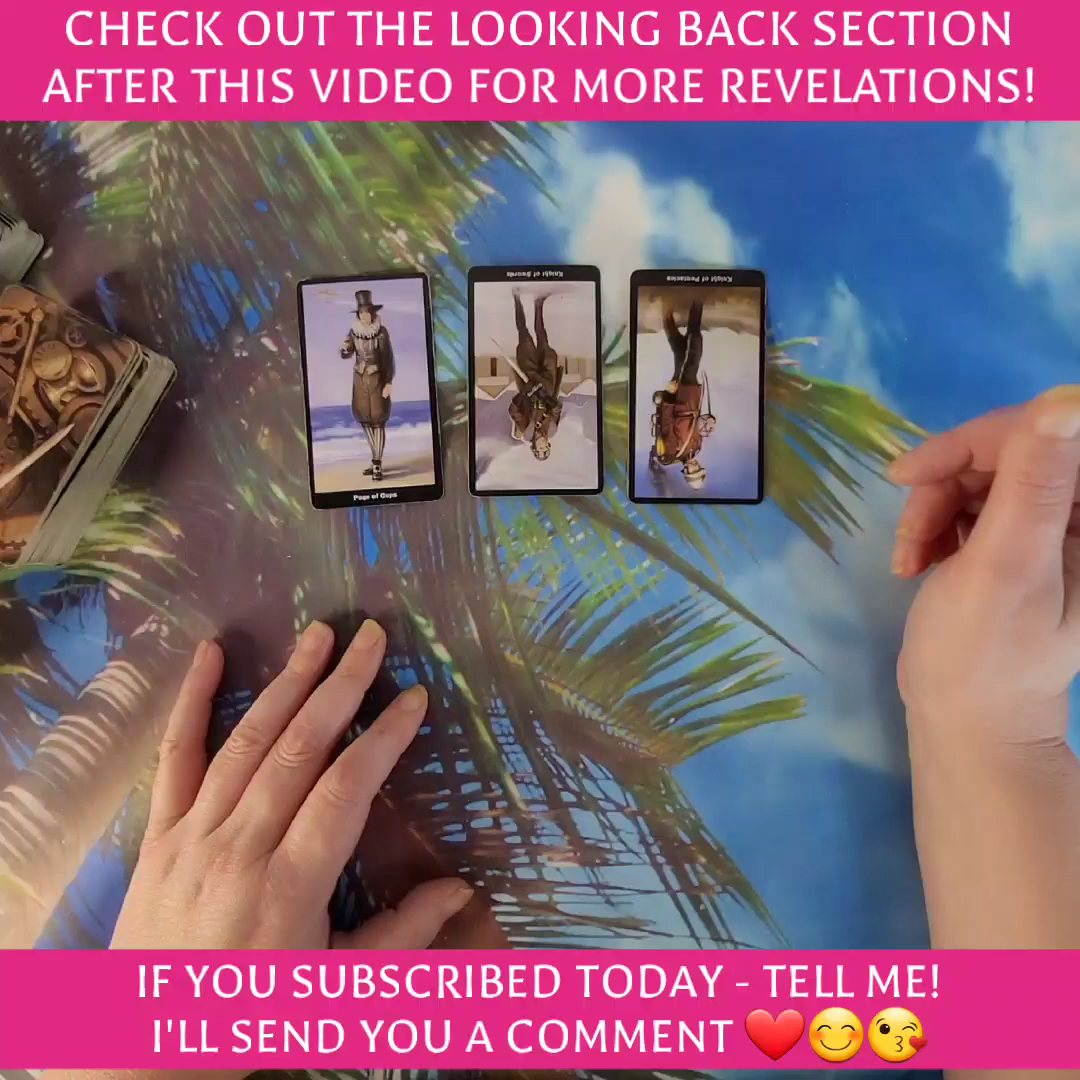 CHECK OUT THE LOOKING BACK SECTION
AFTER THIS VIDEO FOR MORE REVELATIONS!
Knight of Swords
Knight of Pentacles
Page of Cups
IF YOU SUBSCRIBED TODAY - TELL ME!
I'LL SEND YOU A COMMENT ❤️😊😘